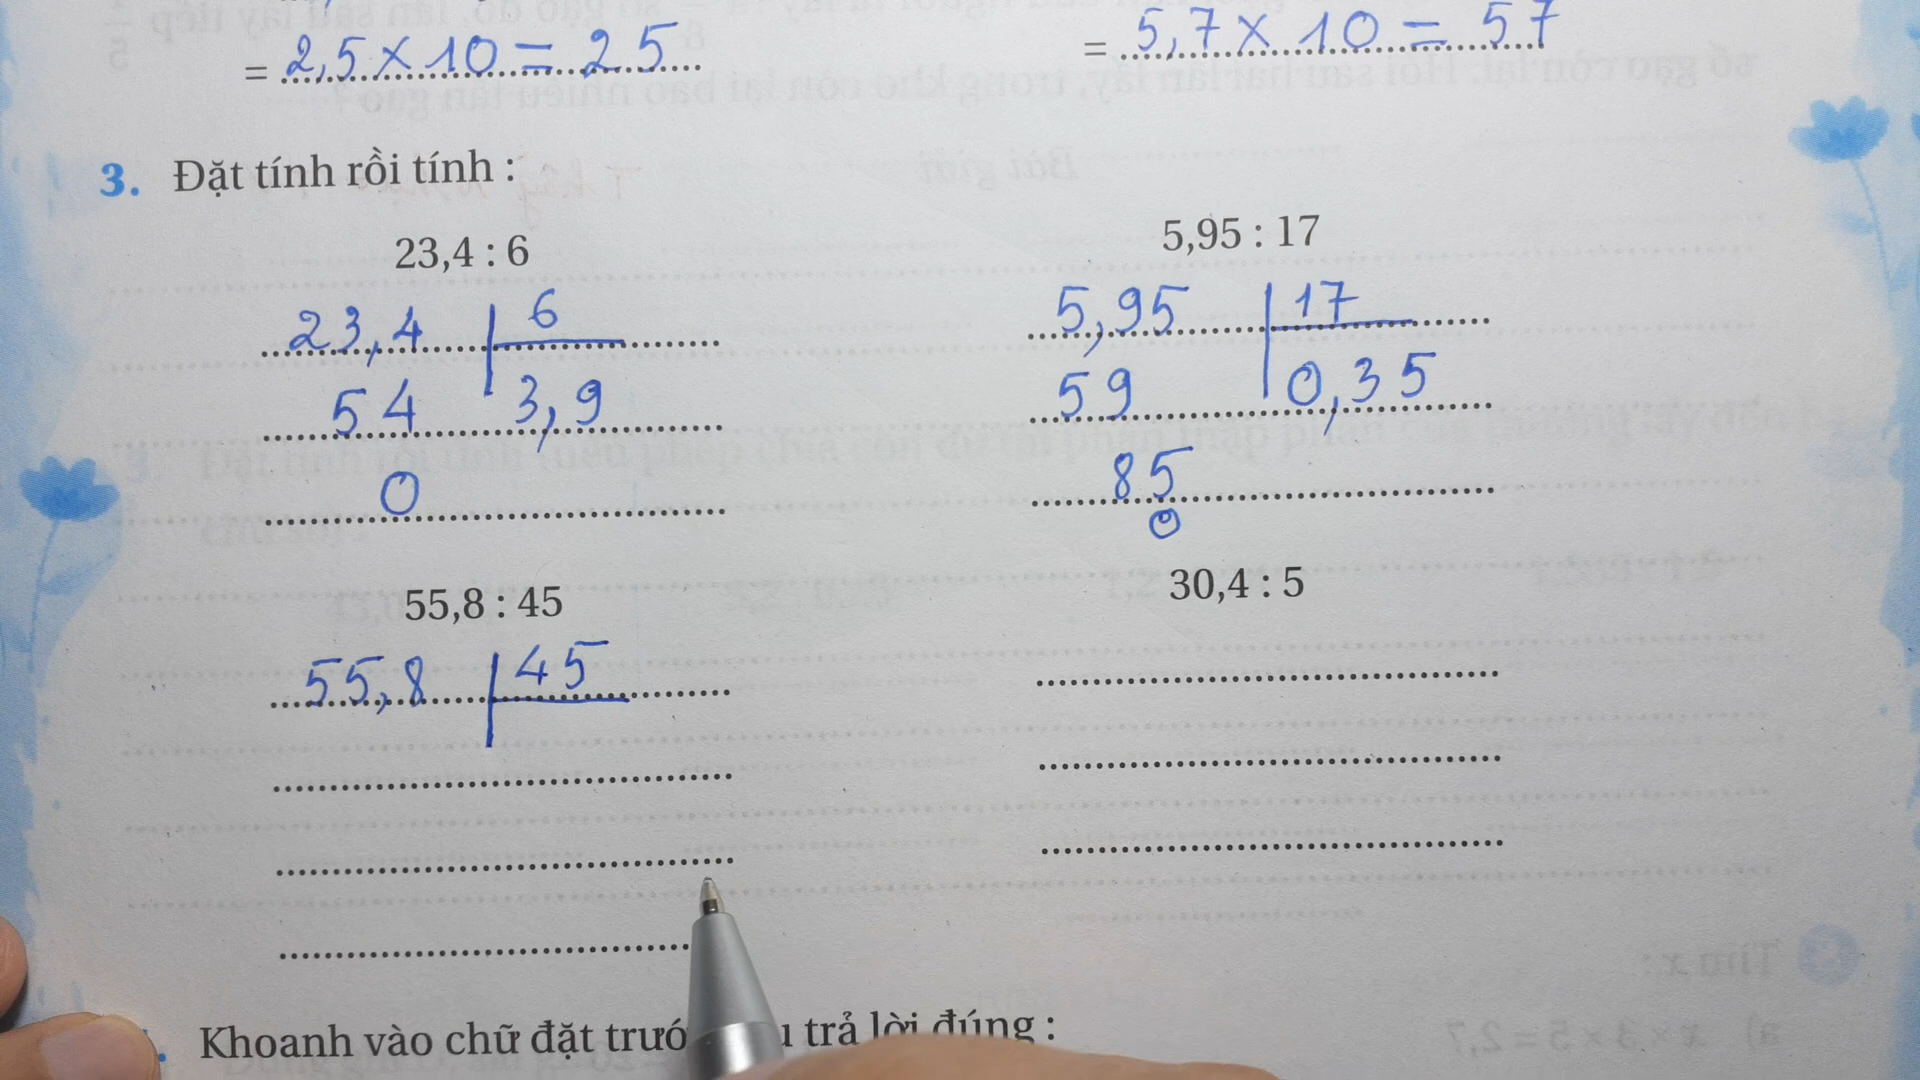 = 2,5 × 10 = 25
= 5,7 × 10 = 57
3. Đặt tính rồi tính :
23,4 : 6
23,4 6
54 3,9
0
5,95 : 17
5,95 17
59 0,35
85
0
55,8 : 45
55,8 45
30,4 : 5
Khoanh vào chữ đặt trướ trả lời đúng :